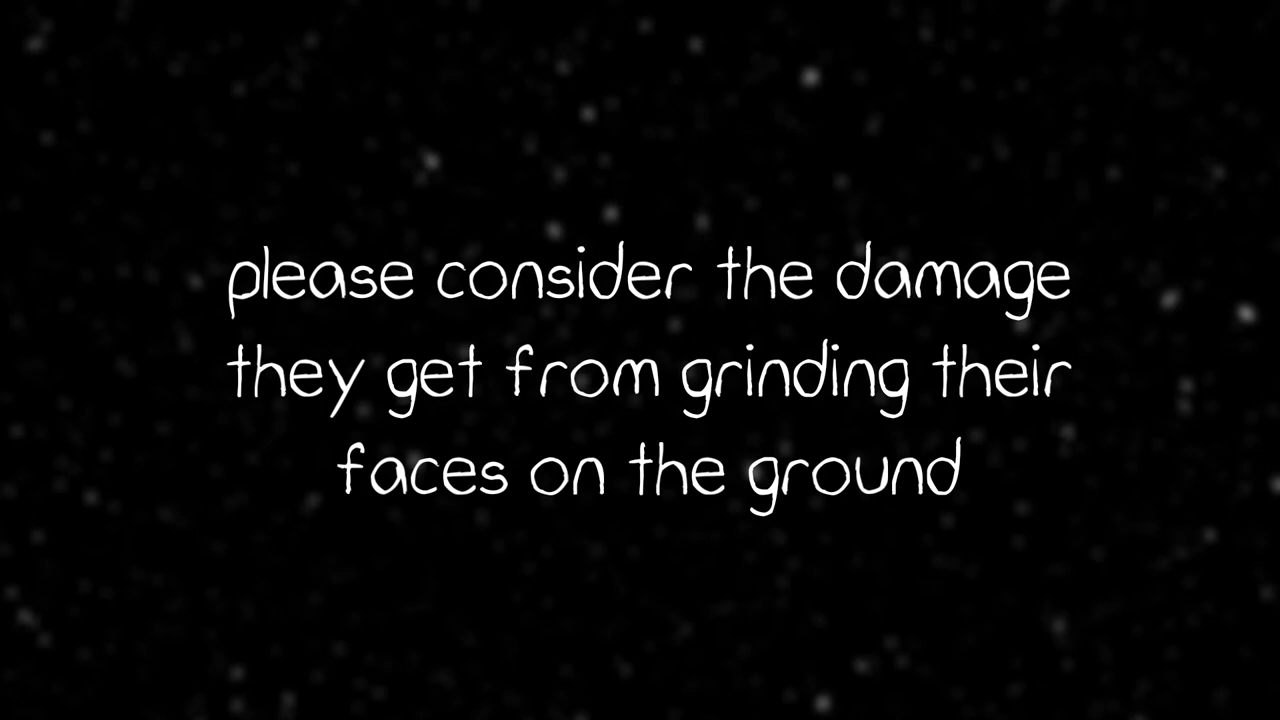 please consider the damage
they get from grinding their
faces on the ground